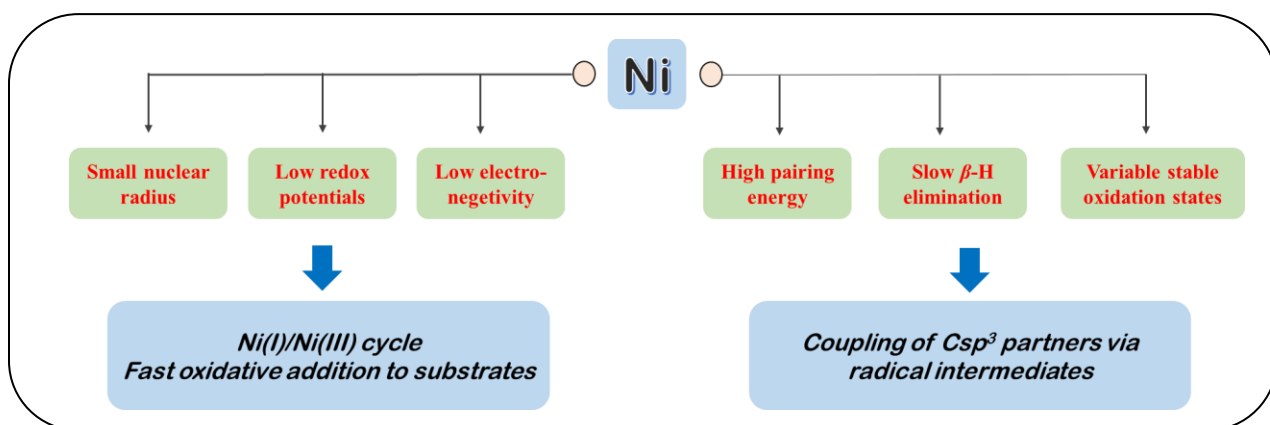 Ni
Small nuclear
radius
Low redox
potentials
Low electro-
negetivity
High pairing
energy
Slow β-H
elimination
Variable stable
oxidation states
Ni(I)/Ni(III) cycle
Fast oxidative addition to substrates
Coupling of Csp³ partners via
radical intermediates